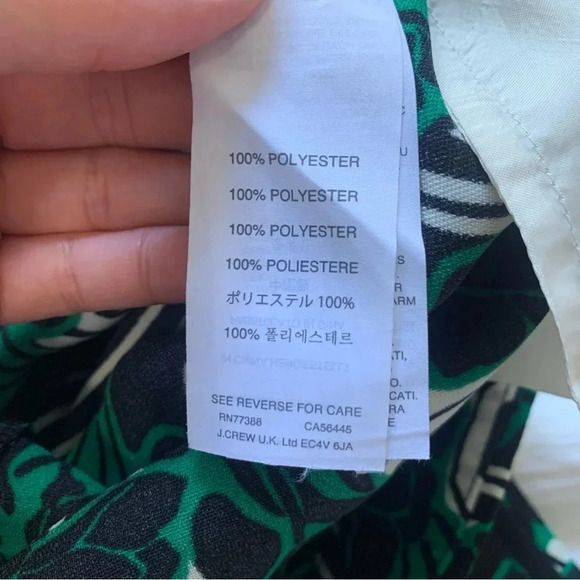 100% POLYESTER
100% POLYESTER
100% POLYESTER
100% POLIESTERE
ポリエステル 100%
100% 폴리에스테르
SEE REVERSE FOR CARE
RN77388 CA56445
J.CREW U.K. Ltd EC4V 6JA